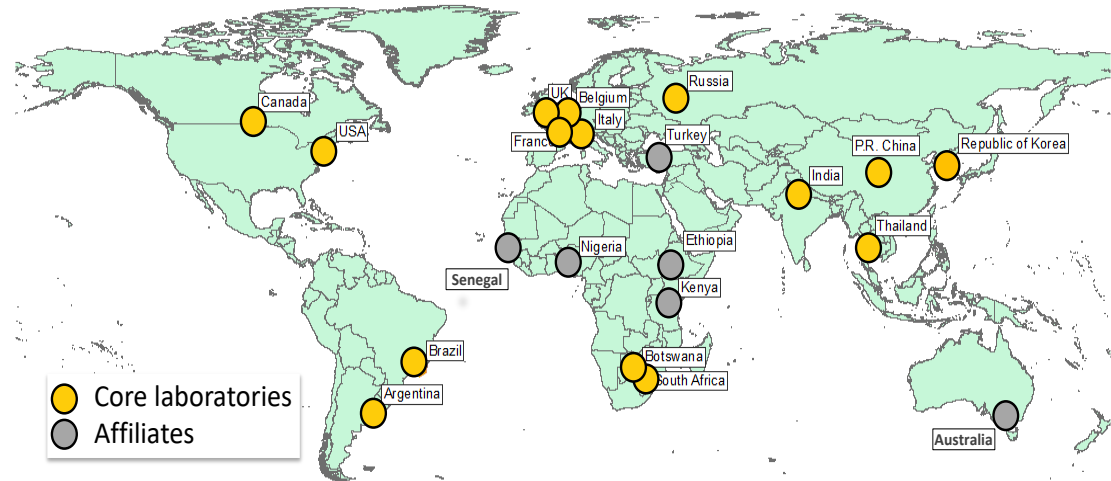 Canada
USA
UK
Belgium
Italy
Franc
Russia
Turkey
P.R. China
Republic of Korea
India
Thailand
Nigeria
Ethiopia
Senegal
Kenya
Brazil
Argentina
Botswana
South Africa
Australia
Core laboratories
Affiliates